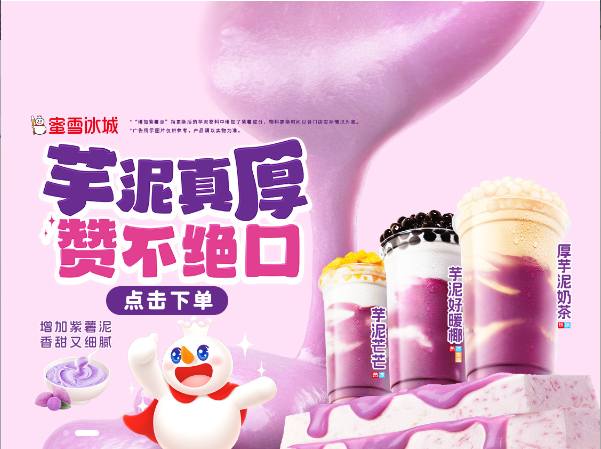 蜜雪冰城
芋泥真厚
赞不绝口
点击下单
增加紫薯泥
香甜又细腻
芋泥芒芒
芋泥好暖椰
厚芋泥奶茶